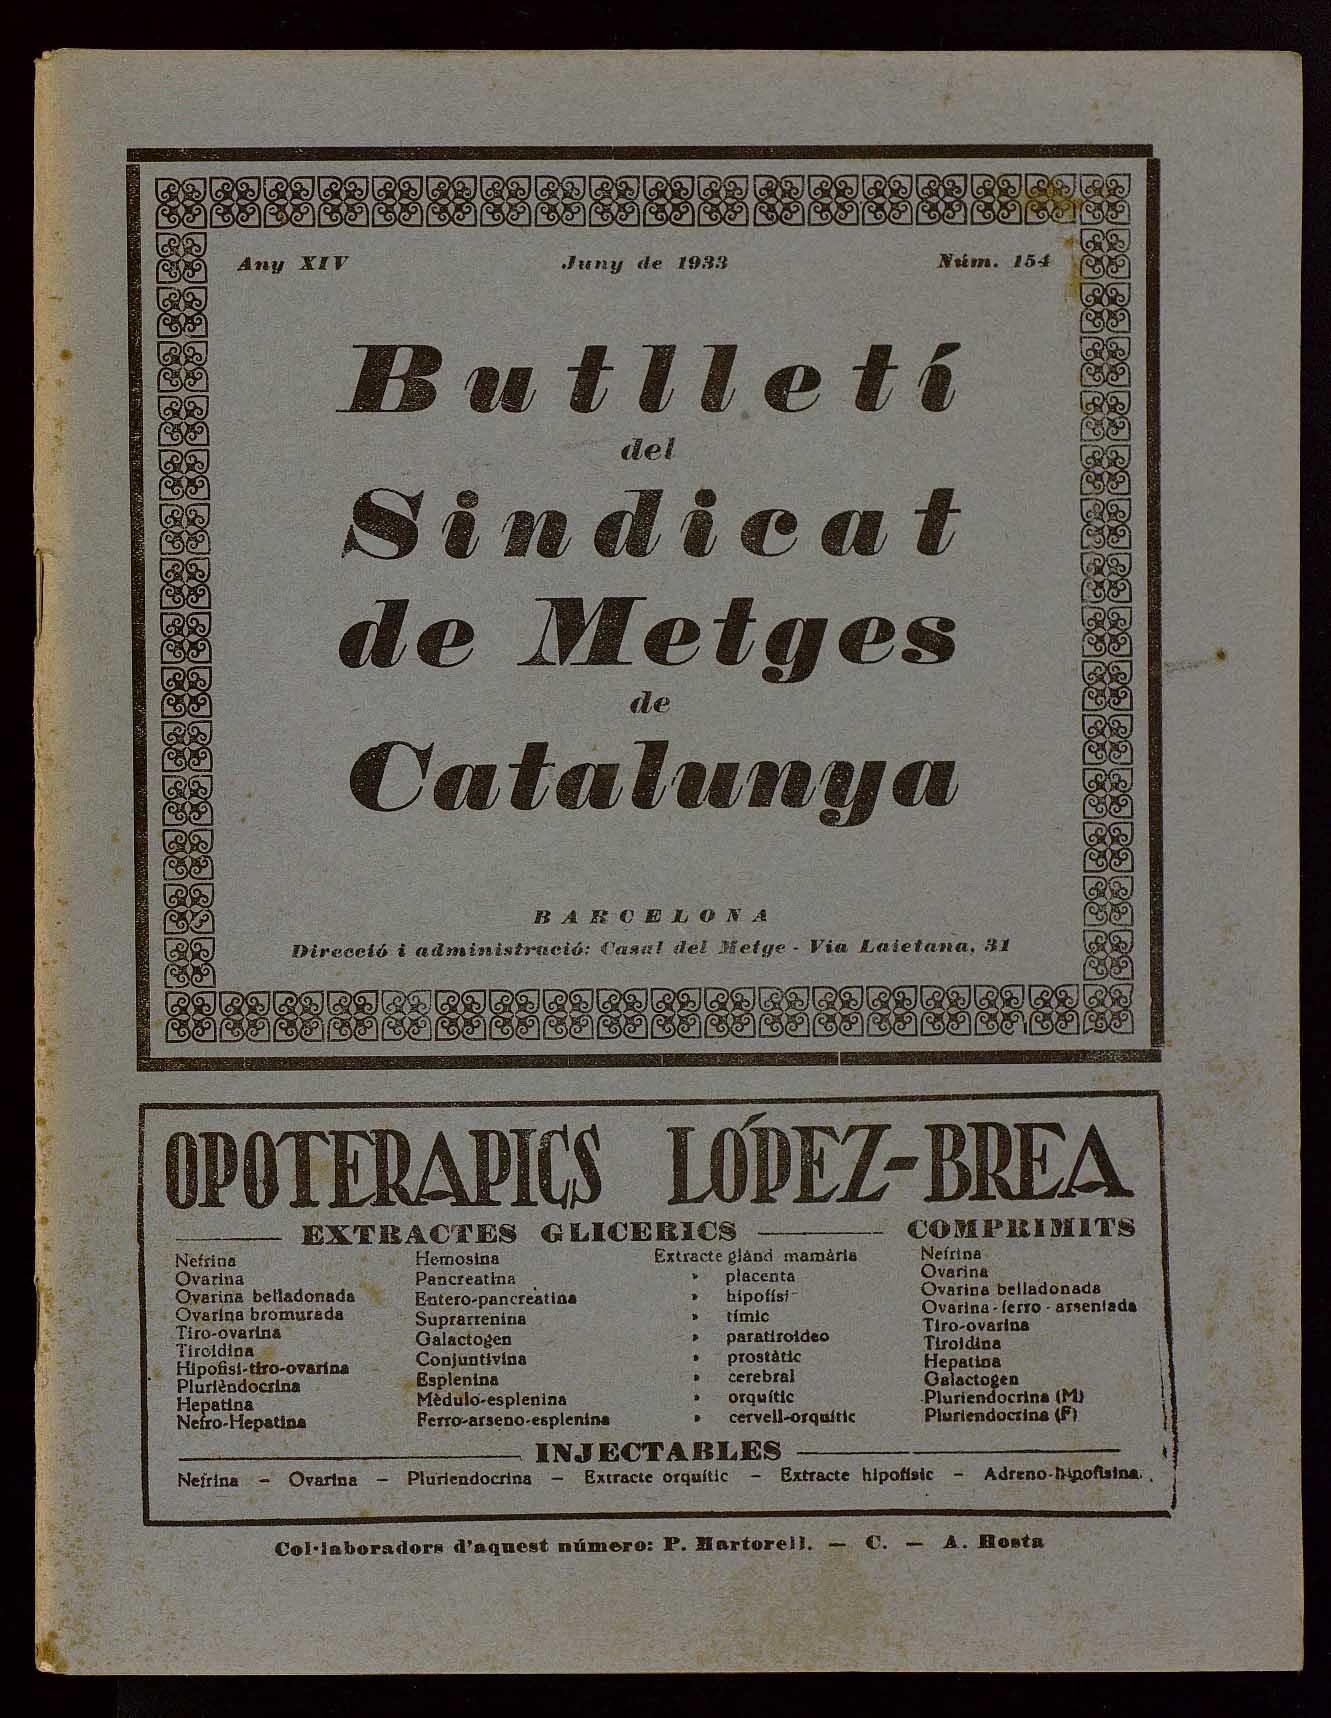 Any XIV Juny de 1933 Núm. 154
Butlletí
del
Sindicat
de Metges
de
Catalunya
BARCELONA
Direcció i administració: Casal del Metge - Via Laietana, 31
OPOTERAPICS LÓPEZ-BREA
EXTRACTES GLICERICS
Nefrina
Ovarina
Ovarina belladonada
Ovarina bromurada
Tiro-ovarina
Tiroidina
Hipofisi-tiro-ovarina
Plurièndocrina
Hepatina
Nefro-Hepatina
Hemosina
Pancreatina
Entero-pancreàtina
Suprarrenina
Galactogen
Conjuntivina
Esplenina
Mèdulo-esplenina
Ferro-arseno-esplenina
Extracte glànd mamària
» placenta
» hipofisi
» tímic
» paratiroideo
» prostàtic
» cerebral
» orquític
» cervell-orquític
COMPRIMITS
Nefrina
Ovarina
Ovarina belladonada
Ovarina-ferro-arseniada
Tiro-ovarina
Tiroidina
Hepatina
Galactogen
Pluriendocrina (M)
Pluriendocrina (F)
INJECTABLES
Nefrina — Ovarina — Pluriendocrina — Extracte orquític — Extracte hipofisic — Adreno-hipofisina.
Col·laboradors d'aquest número: P. Martorell. — C. — A. Rosta